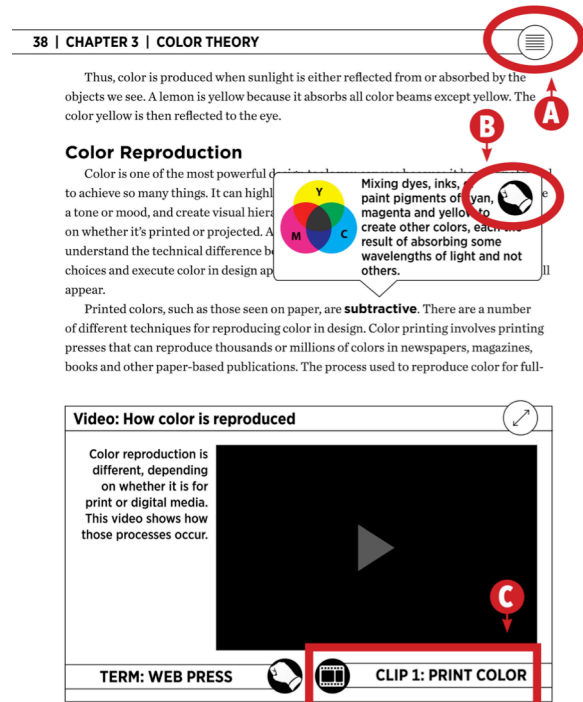 38 | CHAPTER 3 | COLOR THEORY
A
Thus, color is produced when sunlight is either reflected from or absorbed by the
objects we see. A lemon is yellow because it absorbs all color beams except yellow. The
color yellow is then reflected to the eye.
B
Color Reproduction
Color is one of the most powerful
to achieve so many things. It can highl
a tone or mood, and create visual hiera
on whether it's printed or projected. A
understand the technical difference be
choices and execute color in design ap ll
appear.
Y
M C
Mixing dyes, inks,
paint pigments of yan,
magenta and yellow to
create other colors, each the
result of absorbing some
wavelengths of light and not
others.
Printed colors, such as those seen on paper, are subtractive. There are a number
of different techniques for reproducing color in design. Color printing involves printing
presses that can reproduce thousands or millions of colors in newspapers, magazines,
books and other paper-based publications. The process used to reproduce color for full-
Video: How color is reproduced
Color reproduction is
different, depending
on whether it is for
print or digital media.
This video shows how
those processes occur.
C
TERM: WEB PRESS
CLIP 1: PRINT COLOR